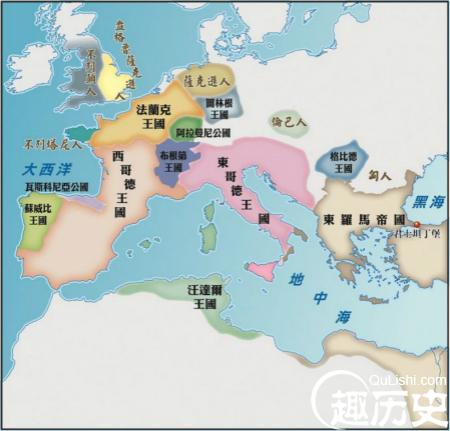 盎格魯薩克遜人
不列顛人
薩克遜人
法蘭克
王國
圖林根
王國
倫巴人
不列塔尼人
阿拉曼尼公國
大西洋
西哥德王國
布根第
王國
東哥德王國
格比德
王國
匈人
瓦斯科尼亞公國
黑海
蘇威比
王國
東羅馬帝國
君士坦丁堡
地中海
汪達爾
王國
QuLishi.com
趣历史